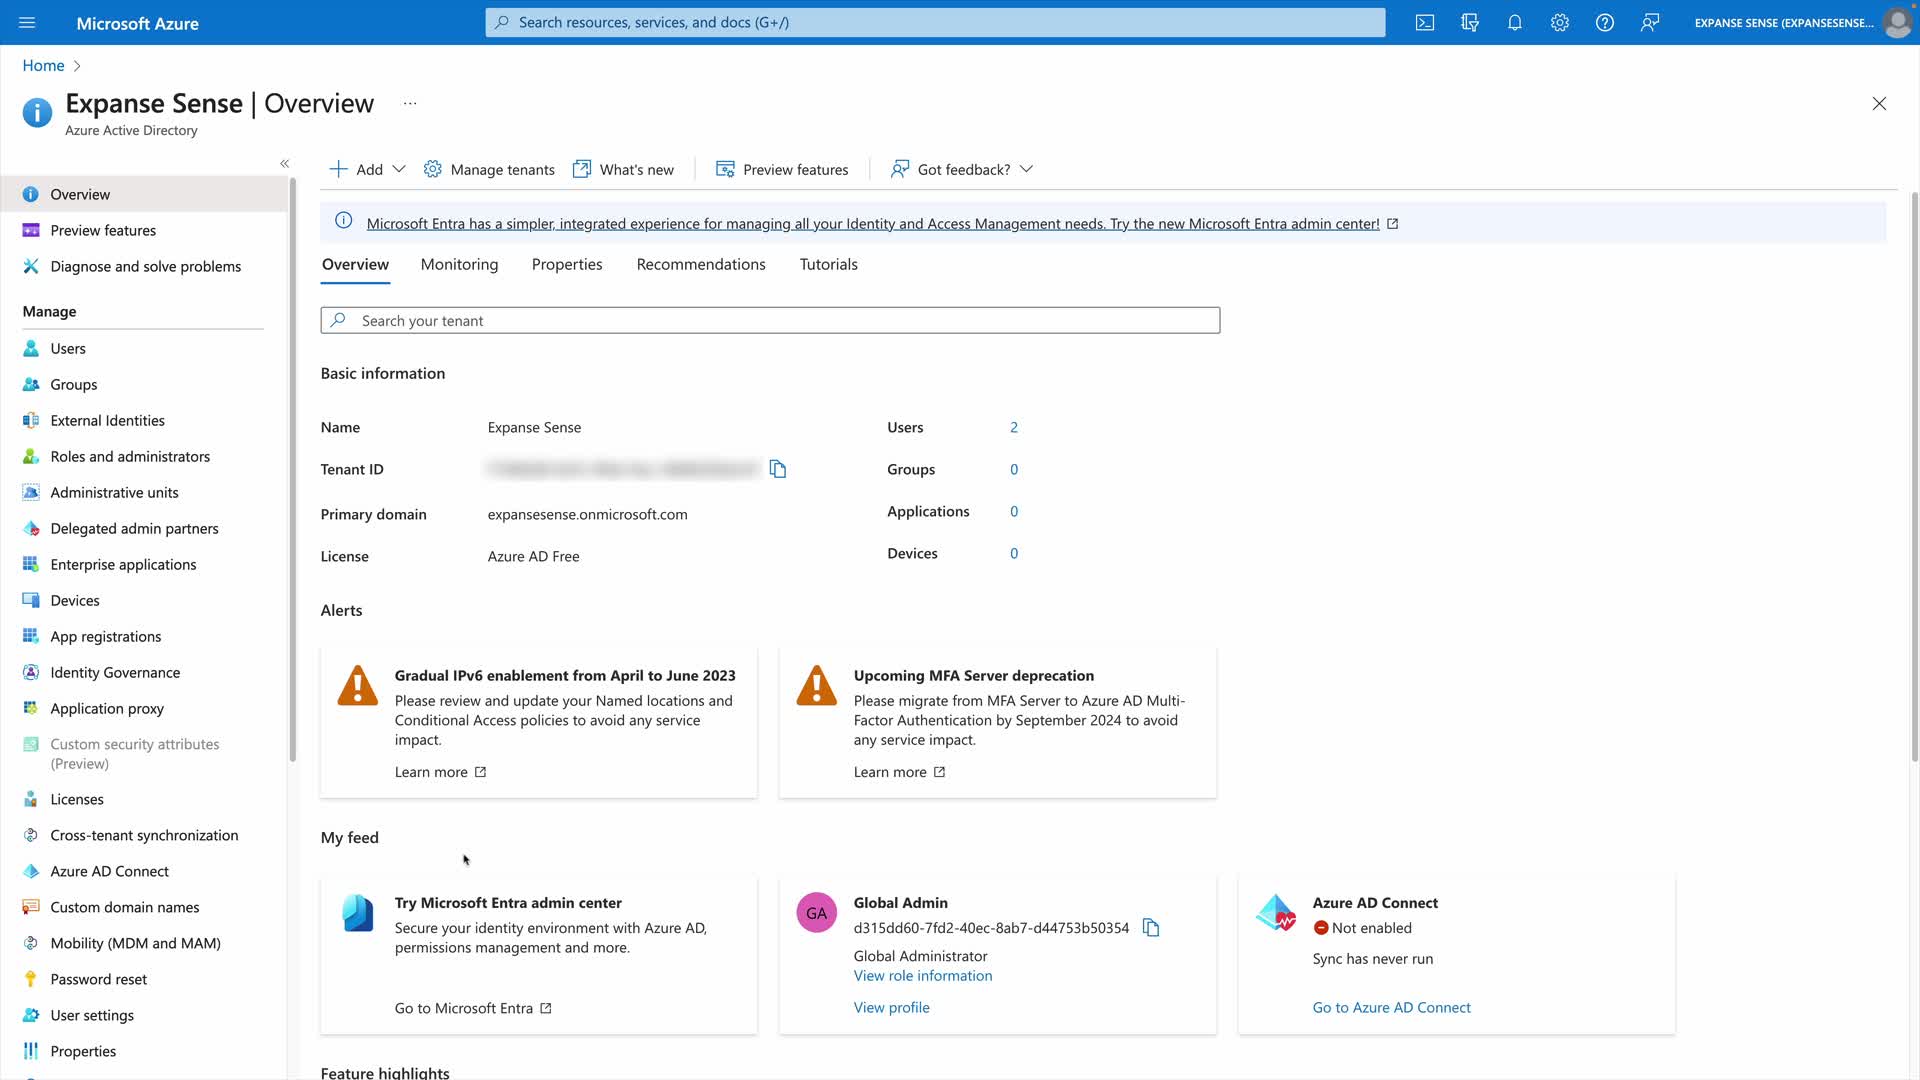 Microsoft Azure
Search resources, services, and docs (G+/)
EXPANSE SENSE (EXPANSESENSE...
Home
Expanse Sense | Overview
...
Azure Active Directory
Add
Manage tenants
What's new
Preview features
Got feedback?
Overview
Preview features
Diagnose and solve problems
Manage
Users
Groups
External Identities
Roles and administrators
Administrative units
Delegated admin partners
Enterprise applications
Devices
App registrations
Identity Governance
Application proxy
Custom security attributes
(Preview)
Licenses
Cross-tenant synchronization
Azure AD Connect
Custom domain names
Mobility (MDM and MAM)
Password reset
User settings
Properties
Microsoft Entra has a simpler, integrated experience for managing all your Identity and Access Management needs. Try the new Microsoft Entra admin center!
Overview
Monitoring
Properties
Recommendations
Tutorials
Search your tenant
Basic information
Name
Expanse Sense
Users
2
Tenant ID
Groups
0
Primary domain
expansesense.onmicrosoft.com
Applications
0
License
Azure AD Free
Devices
0
Alerts
Gradual IPv6 enablement from April to June 2023
Please review and update your Named locations and
Conditional Access policies to avoid any service
impact.
Learn more
Upcoming MFA Server deprecation
Please migrate from MFA Server to Azure AD Multi-
Factor Authentication by September 2024 to avoid
any service impact.
Learn more
My feed
Try Microsoft Entra admin center
Secure your identity environment with Azure AD,
permissions management and more.
Go to Microsoft Entra
GA
Global Admin
d315dd60-7fd2-40ec-8ab7-d44753b50354
Global Administrator
View role information
View profile
Azure AD Connect
Not enabled
Sync has never run
Go to Azure AD Connect
Feature highlights